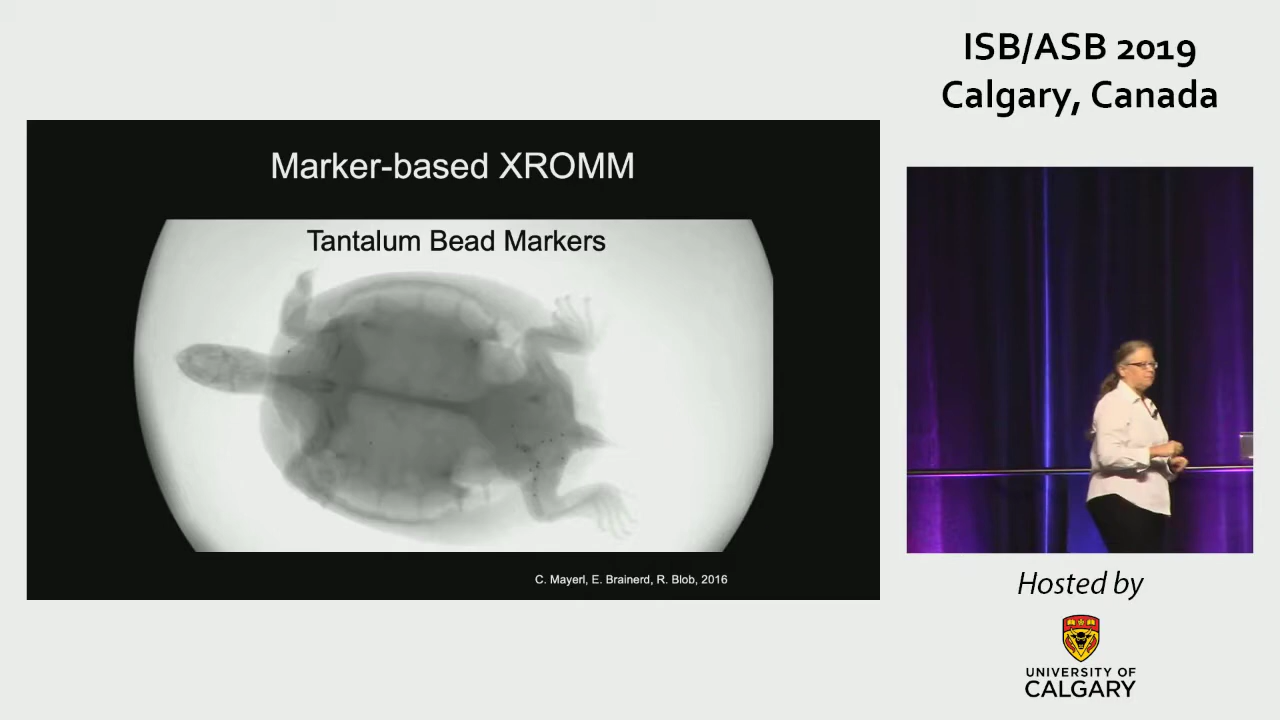 ISB/ASB 2019
Calgary, Canada
Marker-based XROMM
Tantalum Bead Markers
C. Mayerl, E. Brainerd, R. Blob, 2016
Hosted by
UNIVERSITY OF
CALGARY